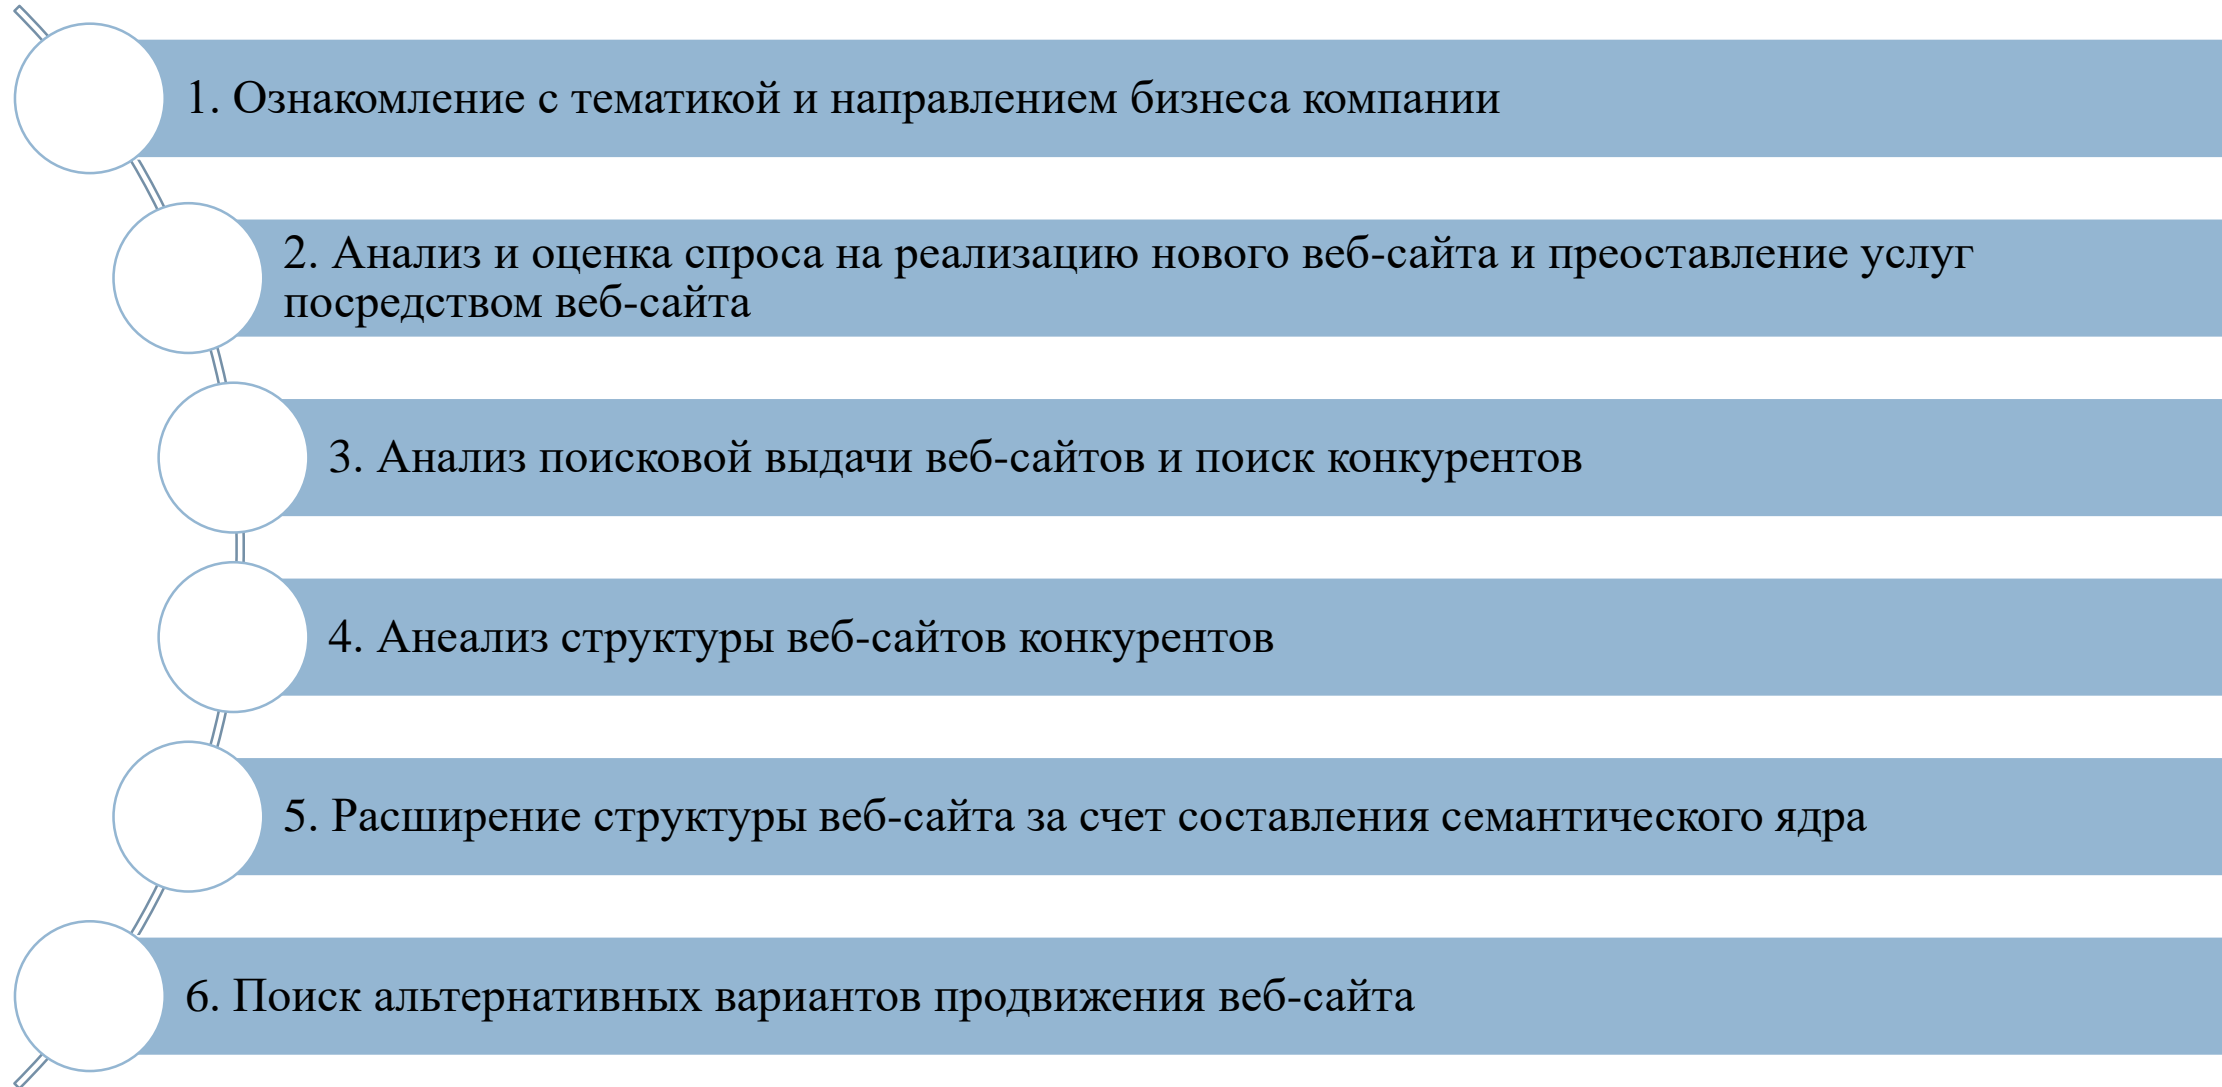 1. Ознакомление с тематикой и направлением бизнеса компании
2. Анализ и оценка спроса на реализацию нового веб-сайта и преоставление услуг
посредством веб-сайта
3. Анализ поисковой выдачи веб-сайтов и поиск конкурентов
4. Анеализ структуры веб-сайтов конкурентов
5. Расширение структуры веб-сайта за счет составления семантического ядра
6. Поиск альтернативных вариантов продвижения веб-сайта